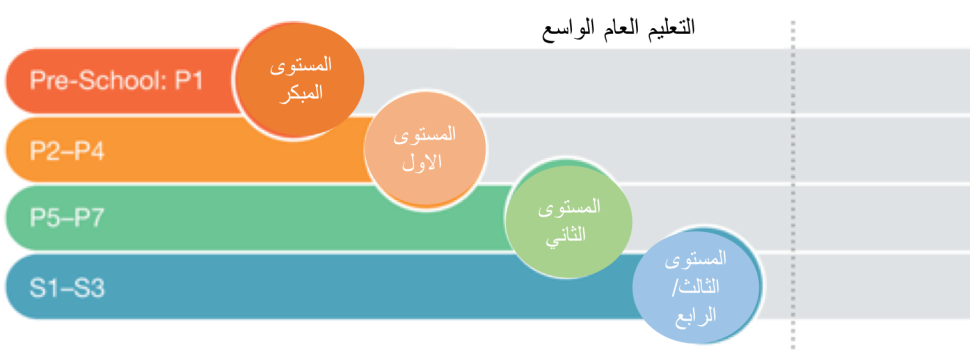 التعليم العام الواسع
Pre-School: P1
المستوى
المبكر
P2–P4
المستوى
الاول
P5–P7
المستوى
الثاني
S1–S3
المستوى
الثالث/
الرابع